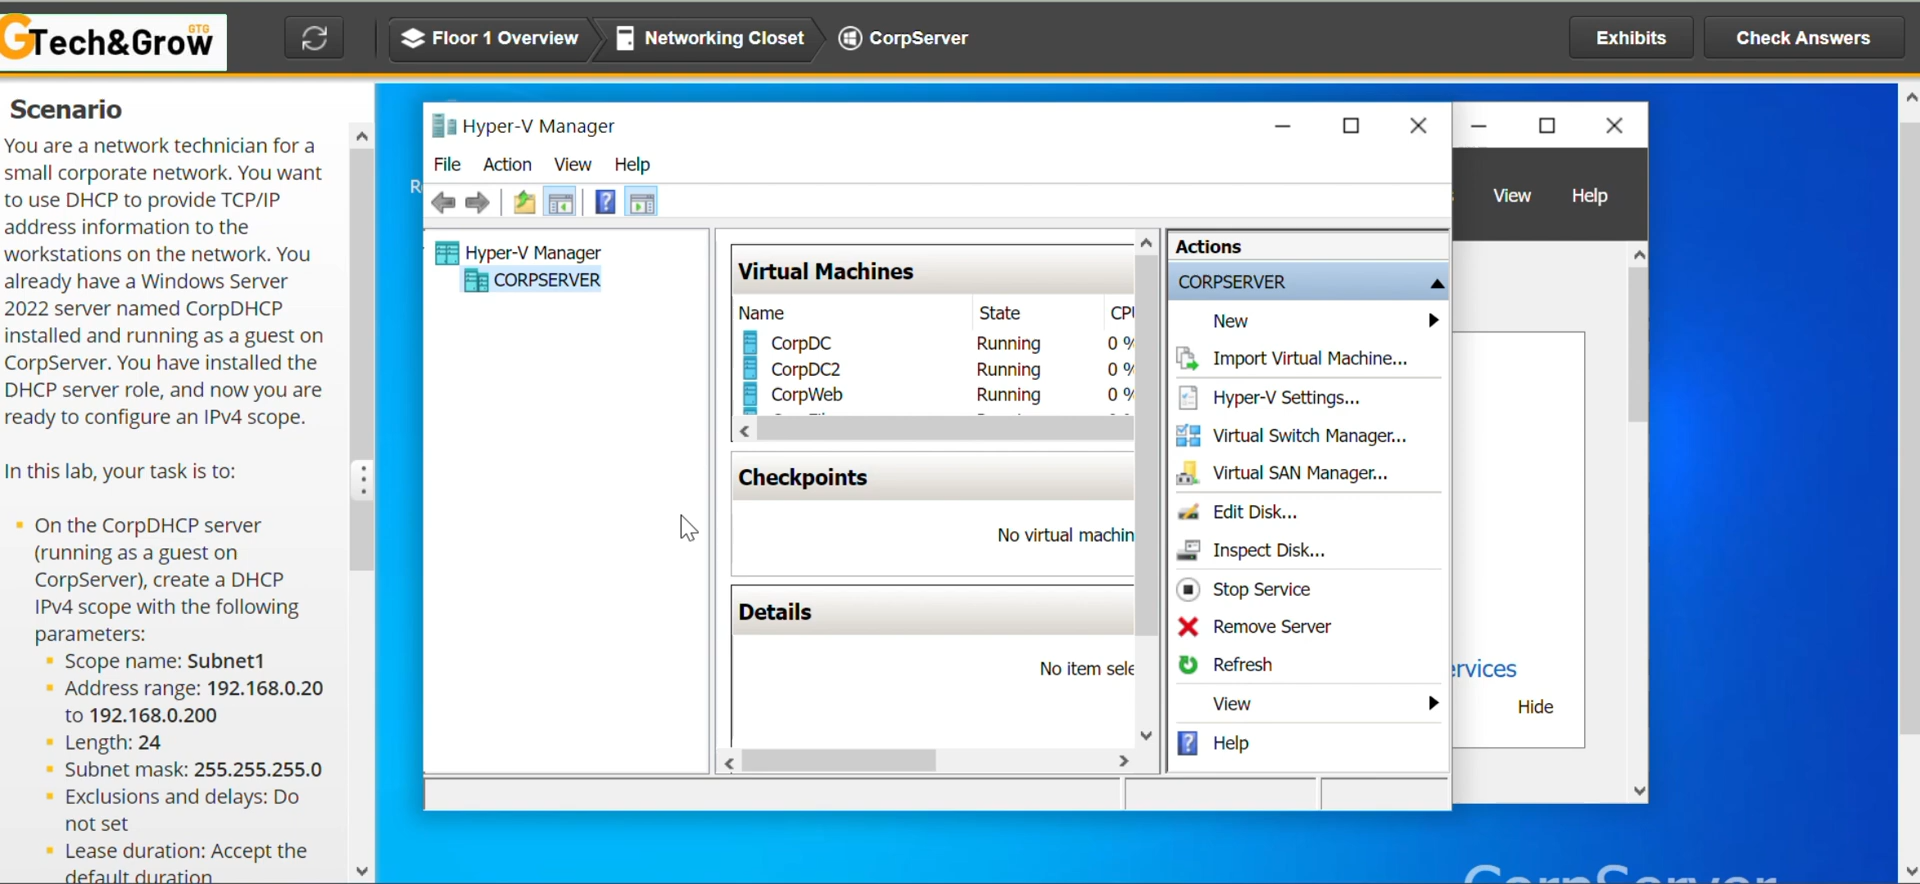 GTech&Grow
GTG
Floor 1 Overview
Networking Closet
CorpServer
Exhibits
Check Answers
Scenario
You are a network technician for a
small corporate network. You want
to use DHCP to provide TCP/IP
address information to the
workstations on the network. You
already have a Windows Server
2022 server named CorpDHCP
installed and running as a guest on
CorpServer. You have installed the
DHCP server role, and now you are
ready to configure an IPv4 scope.
In this lab, your task is to:
On the CorpDHCP server
(running as a guest on
CorpServer), create a DHCP
IPv4 scope with the following
parameters:
Scope name: Subnet1
Address range: 192.168.0.20
to 192.168.0.200
Length: 24
Subnet mask: 255.255.255.0
Exclusions and delays: Do
not set
Lease duration: Accept the
default duration
Hyper-V Manager
File Action View Help
Hyper-V Manager
CORPSERVER
Virtual Machines
Name State CPU
CorpDC Running 0 %
CorpDC2 Running 0 %
CorpWeb Running 0 %
Checkpoints
No virtual machin
Details
No item sele
Actions
CORPSERVER
New
Import Virtual Machine...
Hyper-V Settings...
Virtual Switch Manager...
Virtual SAN Manager...
Edit Disk...
Inspect Disk...
Stop Service
Remove Server
Refresh
View
Help
View Help
ervices
Hide
CorpServer